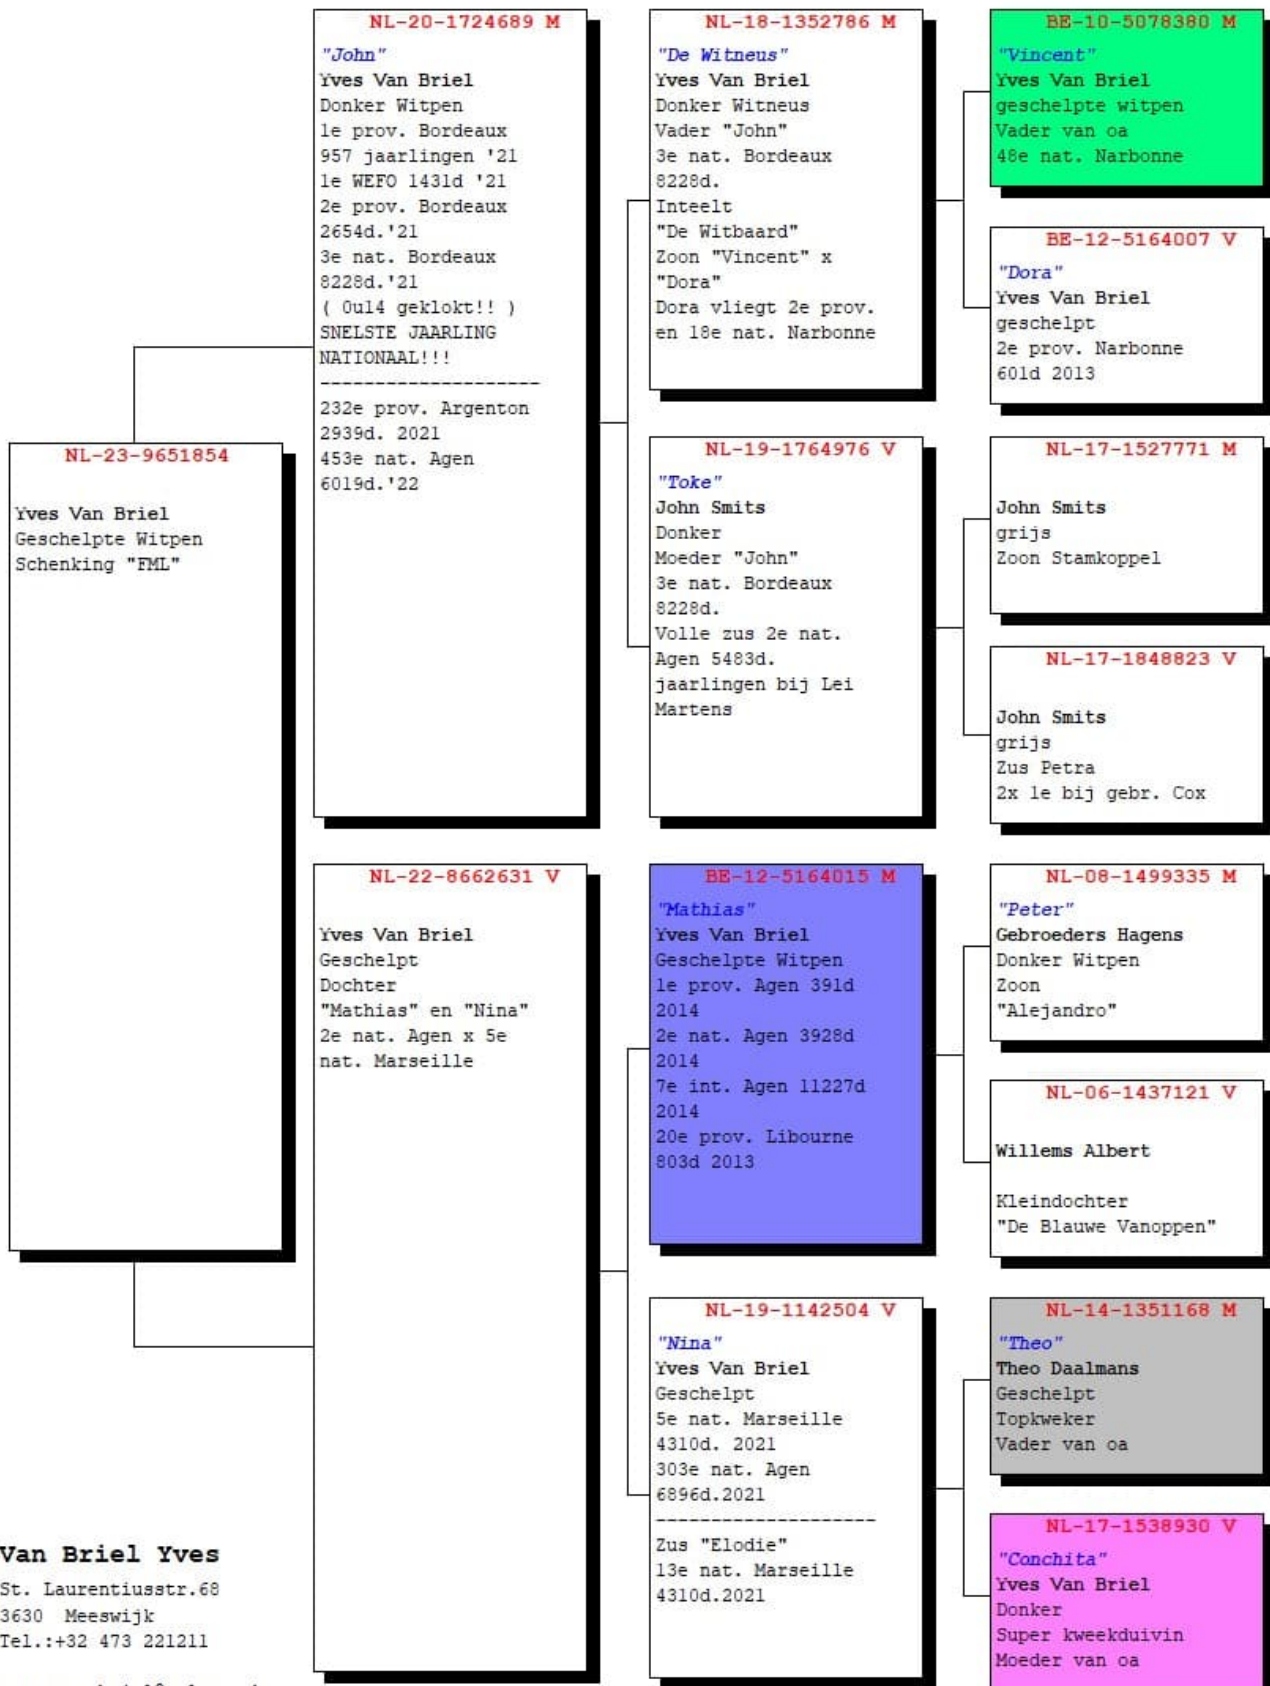 NL-23-9651854
Yves Van Briel
Geschelpte Witpen
Schenking "FML"
NL-20-1724689 M
"John"
Yves Van Briel
Donker Witpen
1e prov. Bordeaux
957 jaarlingen '21
1e WEFO 1431d '21
2e prov. Bordeaux
2654d.'21
3e nat. Bordeaux
8228d.'21
( 0u14 geklokt!! )
SNELSTE JAARLING
NATIONAAL!!!
--------------------
232e prov. Argenton
2939d. 2021
453e nat. Agen
6019d.'22
NL-22-8662631 V
Yves Van Briel
Geschelpt
Dochter
"Mathias" en "Nina"
2e nat. Agen x 5e
nat. Marseille
NL-18-1352786 M
"De Witneus"
Yves Van Briel
Donker Witneus
Vader "John"
3e nat. Bordeaux
8228d.
Inteelt
"De Witbaard"
Zoon "Vincent" x
"Dora"
Dora vliegt 2e prov.
en 18e nat. Narbonne
NL-19-1764976 V
"Toke"
John Smits
Donker
Moeder "John"
3e nat. Bordeaux
8228d.
Volle zus 2e nat.
Agen 5483d.
jaarlingen bij Lei
Martens
BE-12-5164015 M
"Mathias"
Yves Van Briel
Geschelpte Witpen
1e prov. Agen 391d
2014
2e nat. Agen 3928d
2014
7e int. Agen 11227d
2014
20e prov. Libourne
803d 2013
NL-19-1142504 V
"Nina"
Yves Van Briel
Geschelpt
5e nat. Marseille
4310d. 2021
303e nat. Agen
6896d.2021
--------------------
Zus "Elodie"
13e nat. Marseille
4310d.2021
BE-10-5078380 M
"Vincent"
Yves Van Briel
geschelpte witpen
Vader van oa
48e nat. Narbonne
BE-12-5164007 V
"Dora"
Yves Van Briel
geschelpt
2e prov. Narbonne
601d 2013
NL-17-1527771 M
John Smits
grijs
Zoon Stamkoppel
NL-17-1848823 V
John Smits
grijs
Zus Petra
2x 1e bij gebr. Cox
NL-08-1499335 M
"Peter"
Gebroeders Hagens
Donker Witpen
Zoon
"Alejandro"
NL-06-1437121 V
Willems Albert
Kleindochter
"De Blauwe Vanoppen"
NL-14-1351168 M
"Theo"
Theo Daalmans
Geschelpt
Topkweker
Vader van oa
NL-17-1538930 V
"Conchita"
Yves Van Briel
Donker
Super kweekduivin
Moeder van oa
Van Briel Yves
St. Laurentiusstr.68
3630 Meeswijk
Tel.:+32 473 221211